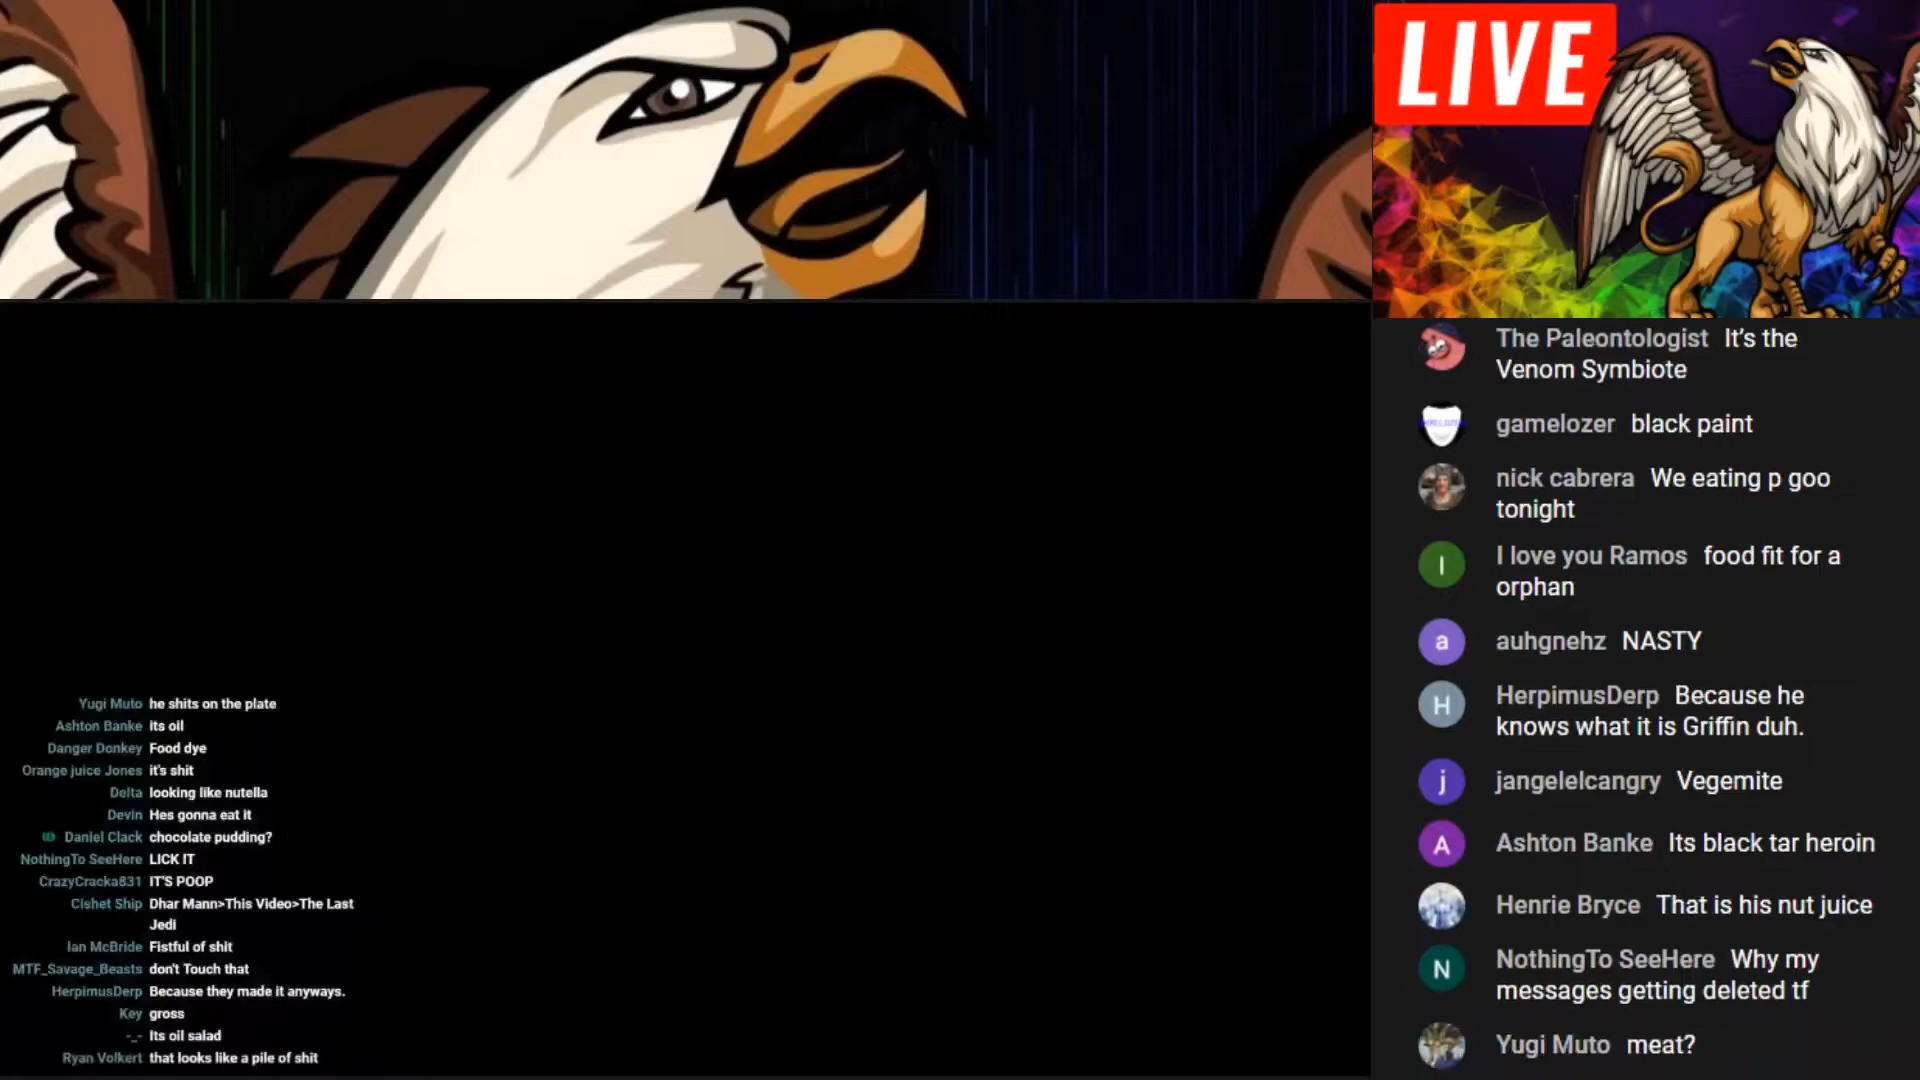 LIVE
The Paleontologist It's the
Venom Symbiote
gamelozer black paint
nick cabrera We eating p goo
tonight
I
I love you Ramos food fit for a
orphan
a
auhgnehz NASTY
H
HerpimusDerp Because he
knows what it is Griffin duh.
j
jangelelcangry Vegemite
A
Ashton Banke Its black tar heroin
Henrie Bryce That is his nut juice
N
NothingTo SeeHere Why my
messages getting deleted tf
Yugi Muto meat?
Yugi Muto he shits on the plate
Ashton Banke its oil
Danger Donkey Food dye
Orange juice Jones it's shit
Delta looking like nutella
Devin Hes gonna eat it
Daniel Clack chocolate pudding?
NothingTo SeeHere LICK IT
CrazyCracka831 IT'S POOP
Cishet Ship Dhar Mann>This Video>The Last
Jedi
Ian McBride Fistful of shit
MTF_Savage_Beasts don't Touch that
HerpimusDerp Because they made it anyways.
Key gross
-_- Its oil salad
Ryan Volkert that looks like a pile of shit